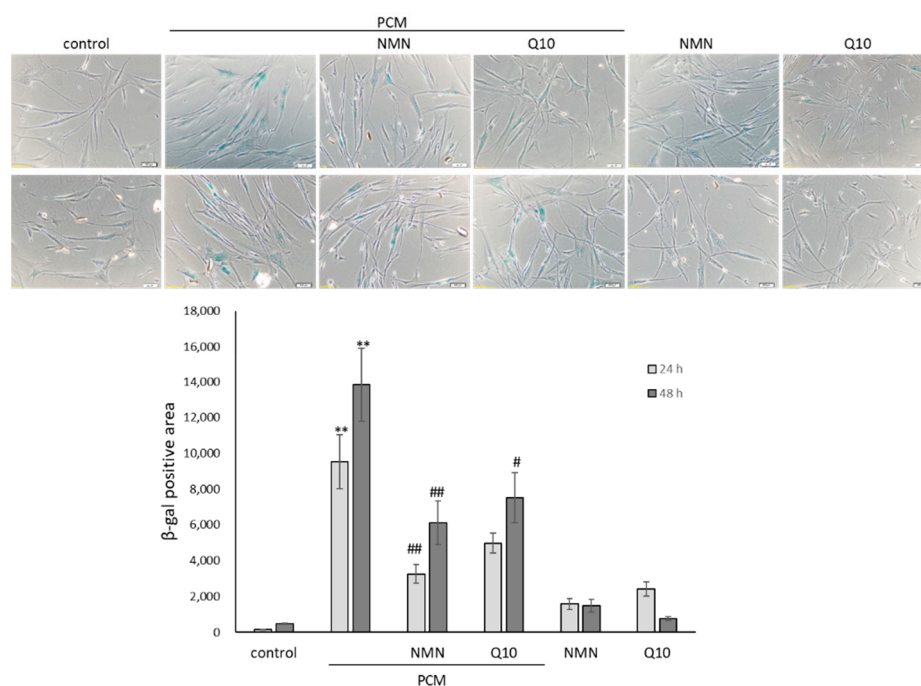 PCM
control NMN Q10 NMN Q10
18,000
16,000
14,000
12,000
10,000
8,000
6,000
4,000
2,000
0
β-gal positive area
** **
## ##
#
24 h
48 h
control NMN Q10 NMN Q10
PCM